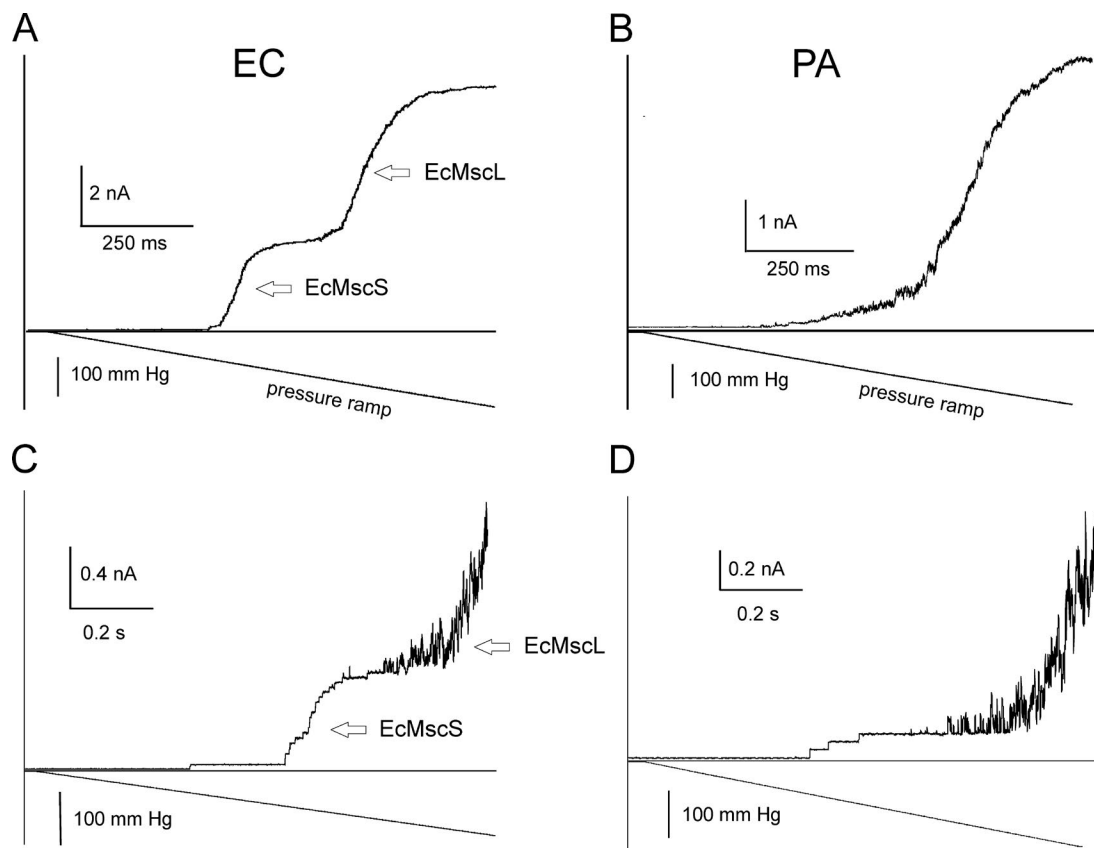 A
EC
2 nA
250 ms
EcMscL
EcMscS
100 mm Hg
pressure ramp
B
PA
1 nA
250 ms
100 mm Hg
pressure ramp
C
0.4 nA
0.2 s
EcMscL
EcMscS
100 mm Hg
D
0.2 nA
0.2 s
100 mm Hg